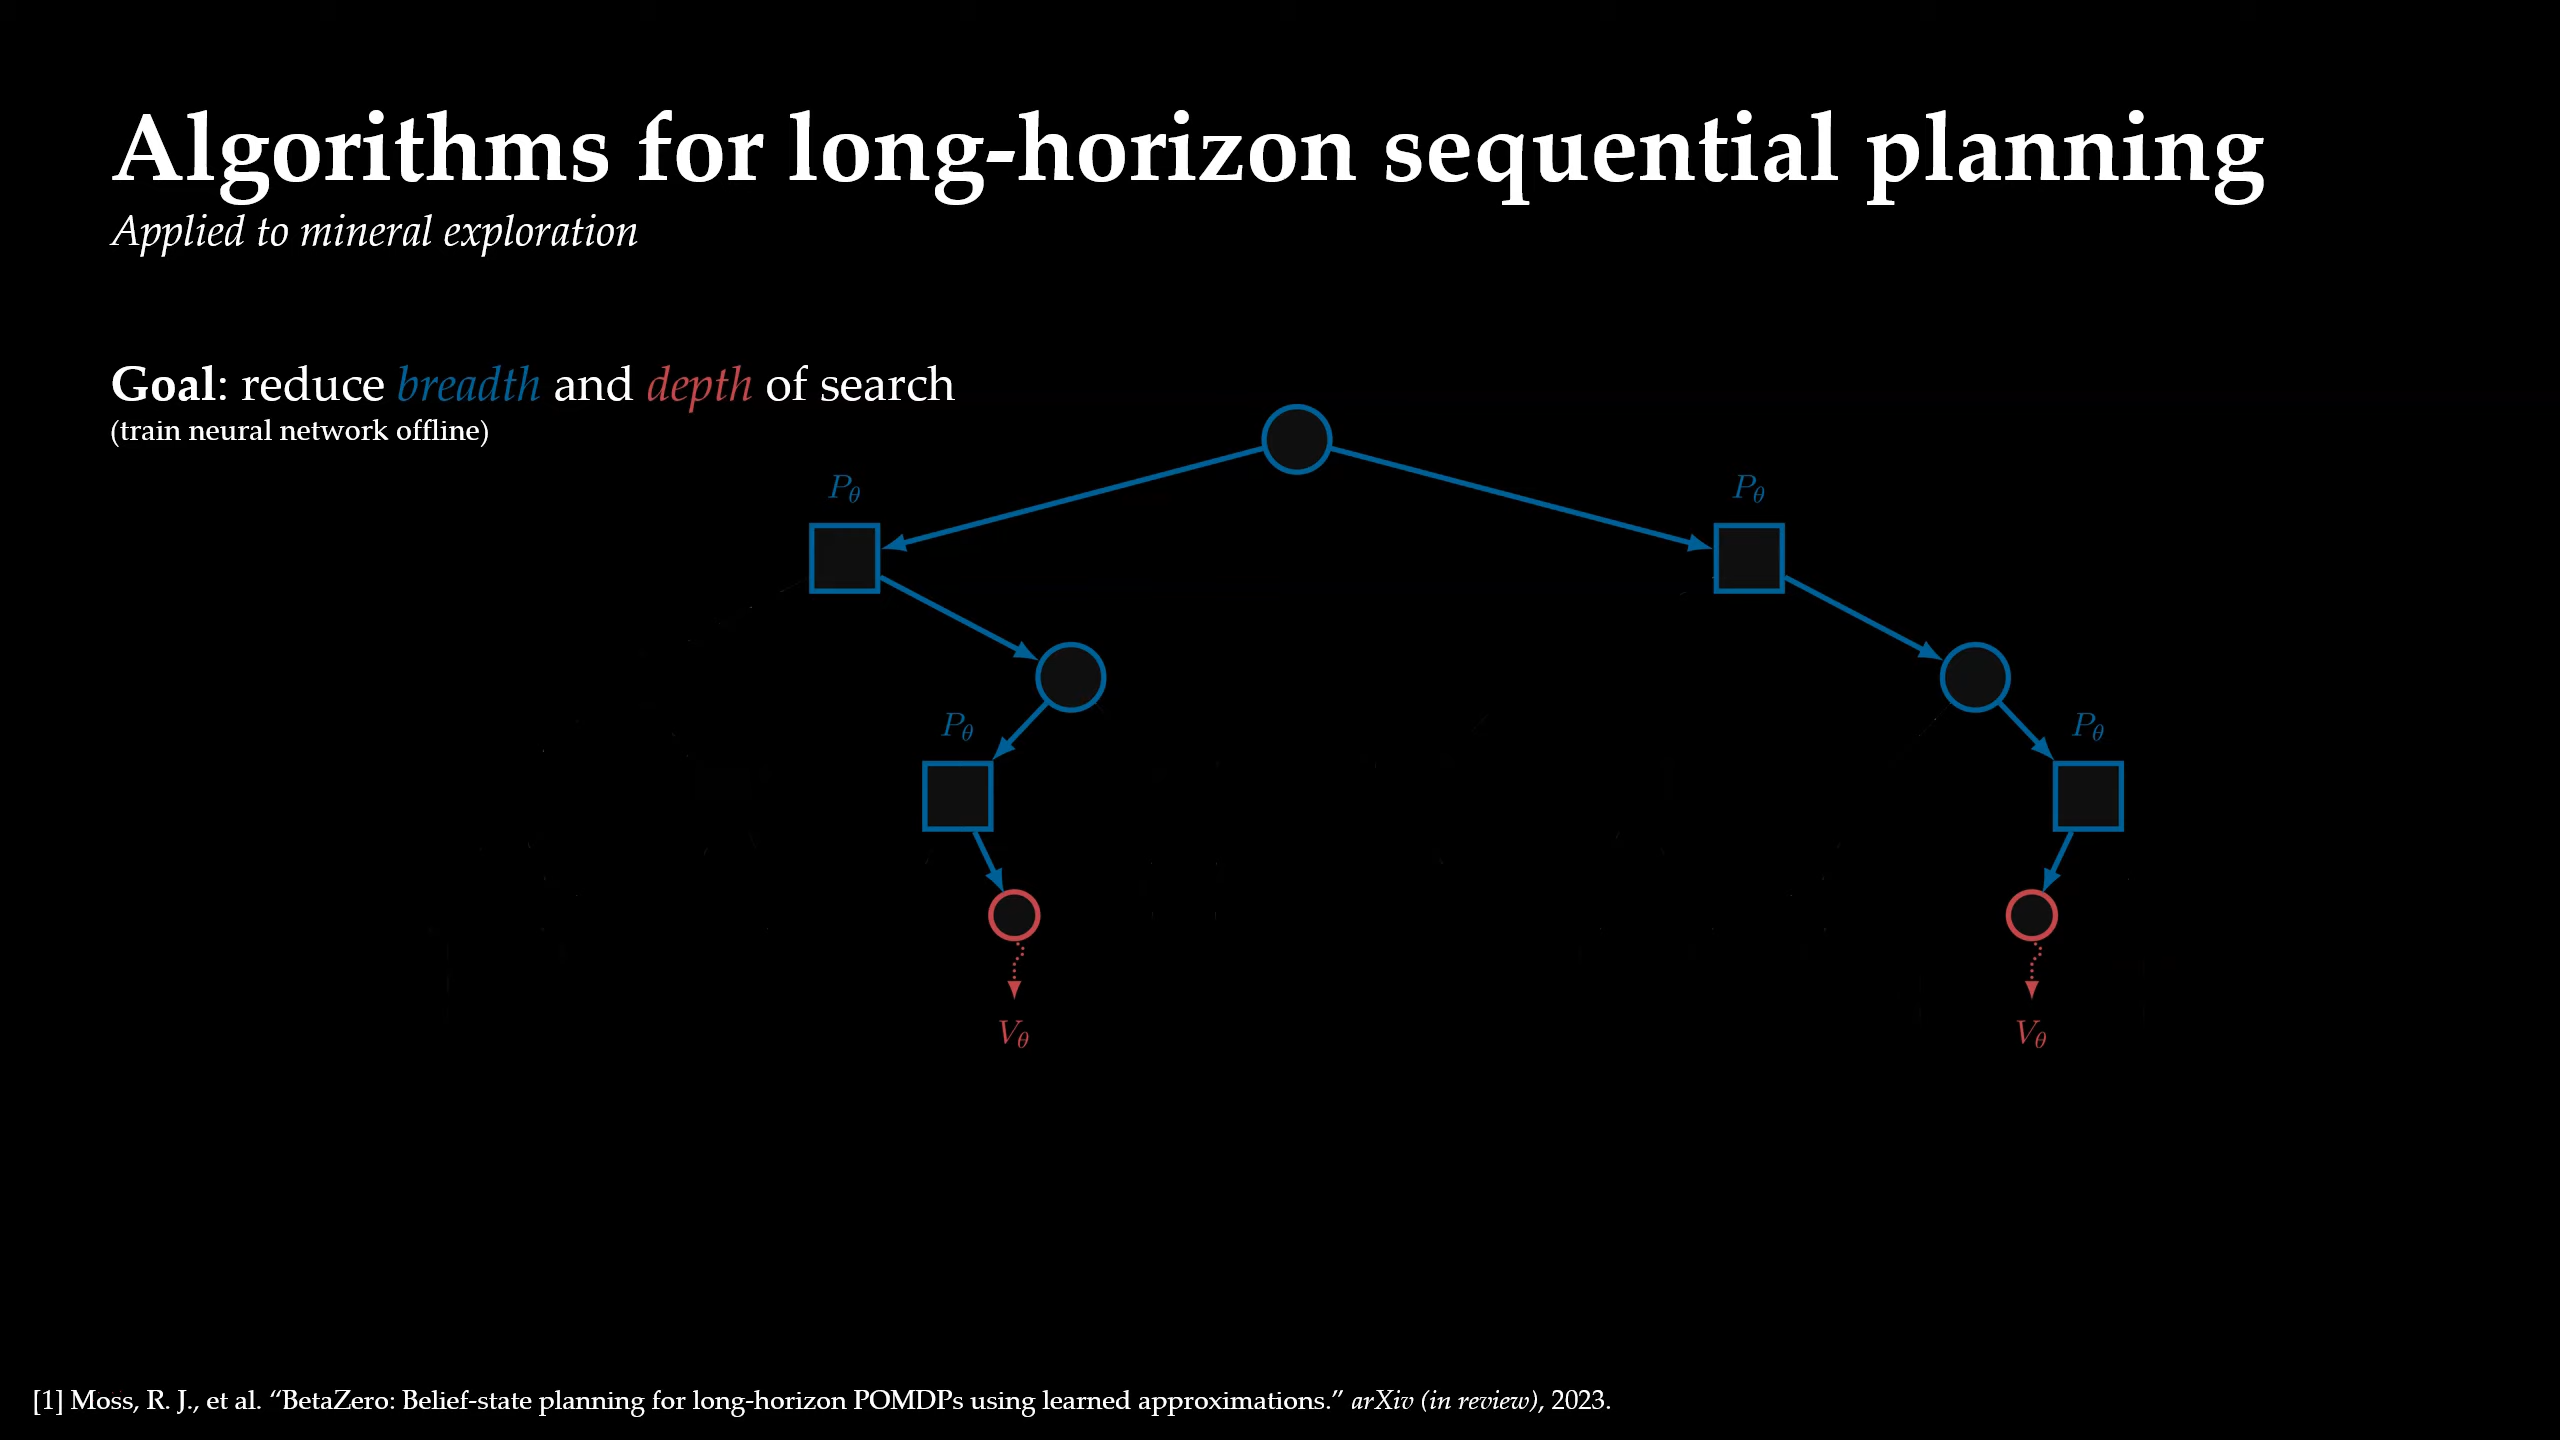 Algorithms for long-horizon sequential planning
Applied to mineral exploration
Goal: reduce breadth and depth of search
(train neural network offline)
Pθ
Pθ
Pθ
Pθ
Vθ
Vθ
[1] Moss, R. J., et al. “BetaZero: Belief-state planning for long-horizon POMDPs using learned approximations.” arXiv (in review), 2023.